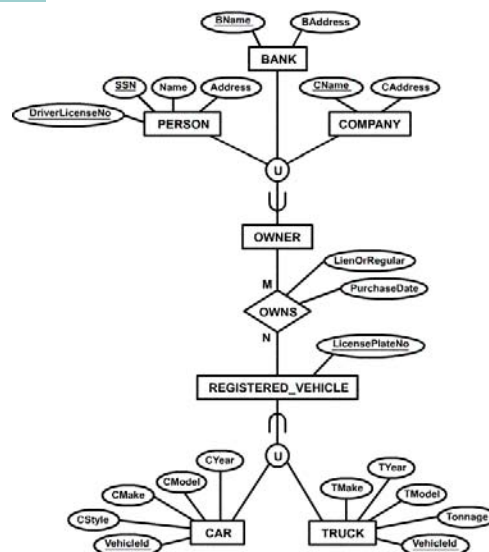 BName
BAddress
BANK
SSN
Name
Address
CName
CAddress
DriverLicenseNo
PERSON
COMPANY
U
OWNER
M
LienOrRegular
PurchaseDate
OWNS
N
LicensePlateNo
REGISTERED_VEHICLE
U
CYear
TYear
CModel
TMake
CMake
TModel
CStyle
Tonnage
CAR
TRUCK
VehicleId
VehicleId